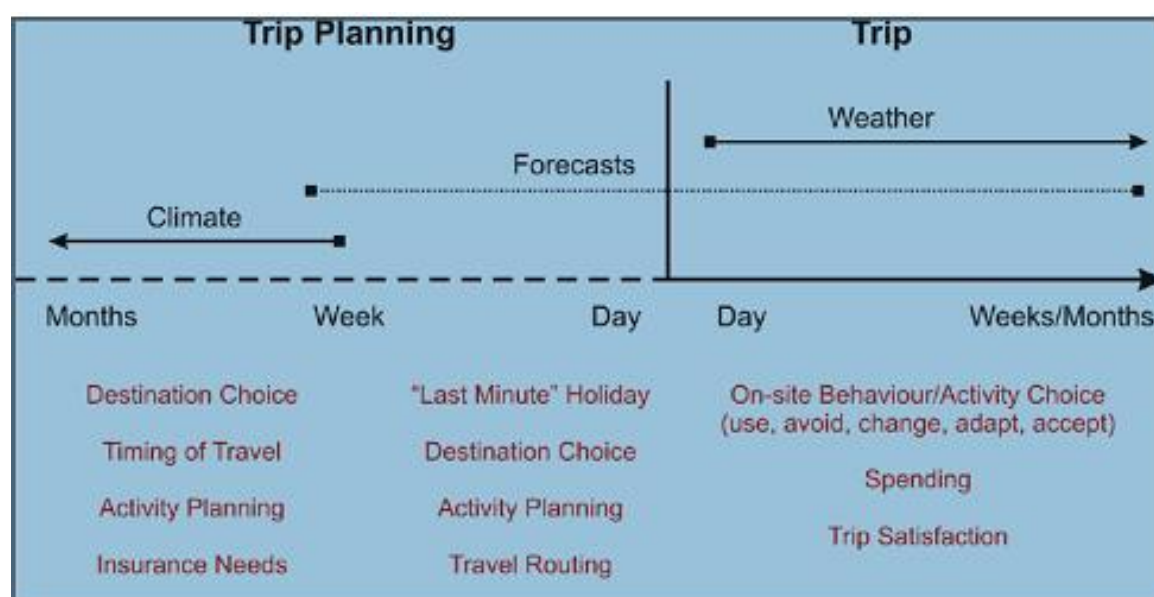 Trip Planning
Trip
Weather
Forecasts
Climate
Months
Week
Day
Day
Weeks/Months
Destination Choice
Timing of Travel
Activity Planning
Insurance Needs
“Last Minute” Holiday
Destination Choice
Activity Planning
Travel Routing
On-site Behaviour/Activity Choice
(use, avoid, change, adapt, accept)
Spending
Trip Satisfaction